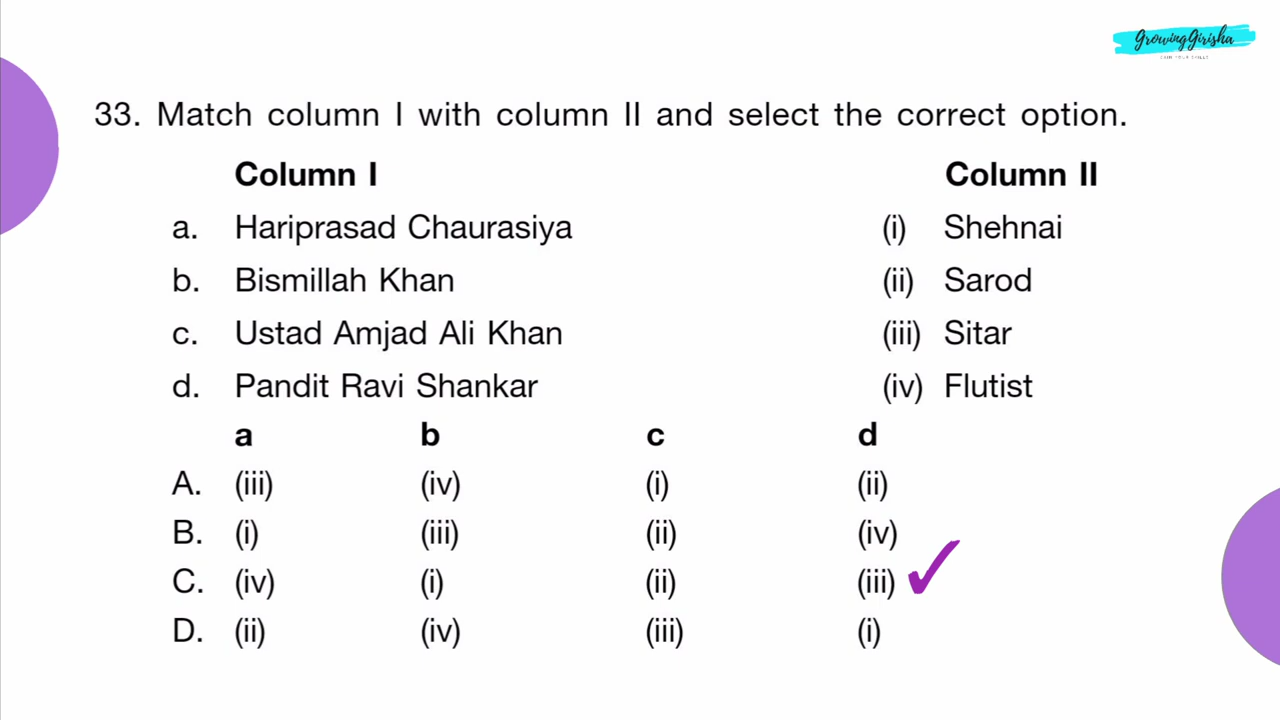 GrowingGirisha
33. Match column I with column II and select the correct option.
Column I Column II
a. Hariprasad Chaurasiya (i) Shehnai
b. Bismillah Khan (ii) Sarod
c. Ustad Amjad Ali Khan (iii) Sitar
d. Pandit Ravi Shankar (iv) Flutist
a b c d
A. (iii) (iv) (i) (ii)
B. (i) (iii) (ii) (iv)
C. (iv) (i) (ii) (iii)
D. (ii) (iv) (iii) (i)